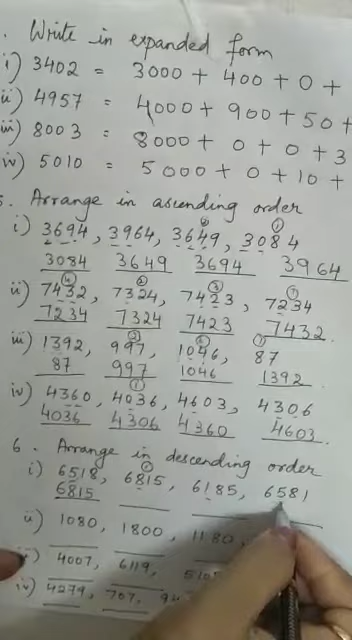 . Write in expanded form
i) 3402 = 3000 + 400 + 0 +
ii) 4957 = 4000 + 900 + 50 +
iii) 8003 = 8000 + 0 + 0 + 3
iv) 5010 = 5000 + 0 + 10 +
5. Arrange in ascending order
i) 3694, 3964, 3649, 3084
3084 3649 3694 3964
ii) 7432, 7324, 7423, 7234
7234 7324 7423 7432
iii) 1392, 997, 1046, 87
87 997 1046 1392
iv) 4360, 4036, 4603, 4306
4036 4306 4360 4603
6. Arrange in descending order
i) 6518, 6815, 6185, 6581
6815
ii) 1080, 1800, 1180,
4007, 6119,
iv) 4279, 707,